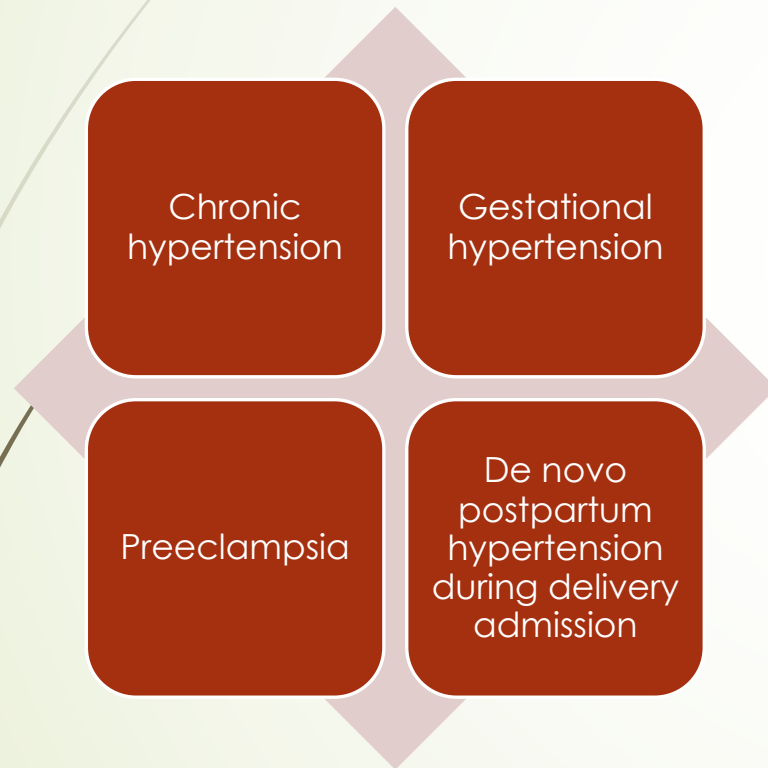 Chronic
hypertension
Gestational
hypertension
Preeclampsia
De novo
postpartum
hypertension
during delivery
admission